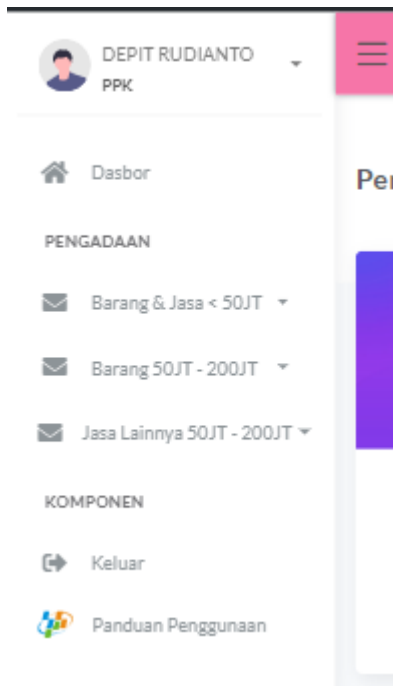 DEPIT RUDIANTO
PPK
Dasbor
PENGADAAN
Barang & Jasa < 50JT
Barang 50JT - 200JT
Jasa Lainnya 50JT - 200JT
KOMPONEN
Keluar
Panduan Penggunaan